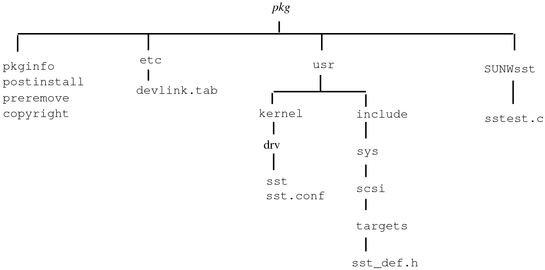 pkg
pkginfo
postinstall
preremove
copyright
etc
devlink.tab
usr
kernel
drv
sst
sst.conf
include
sys
scsi
targets
sst_def.h
SUNWsst
sstest.c